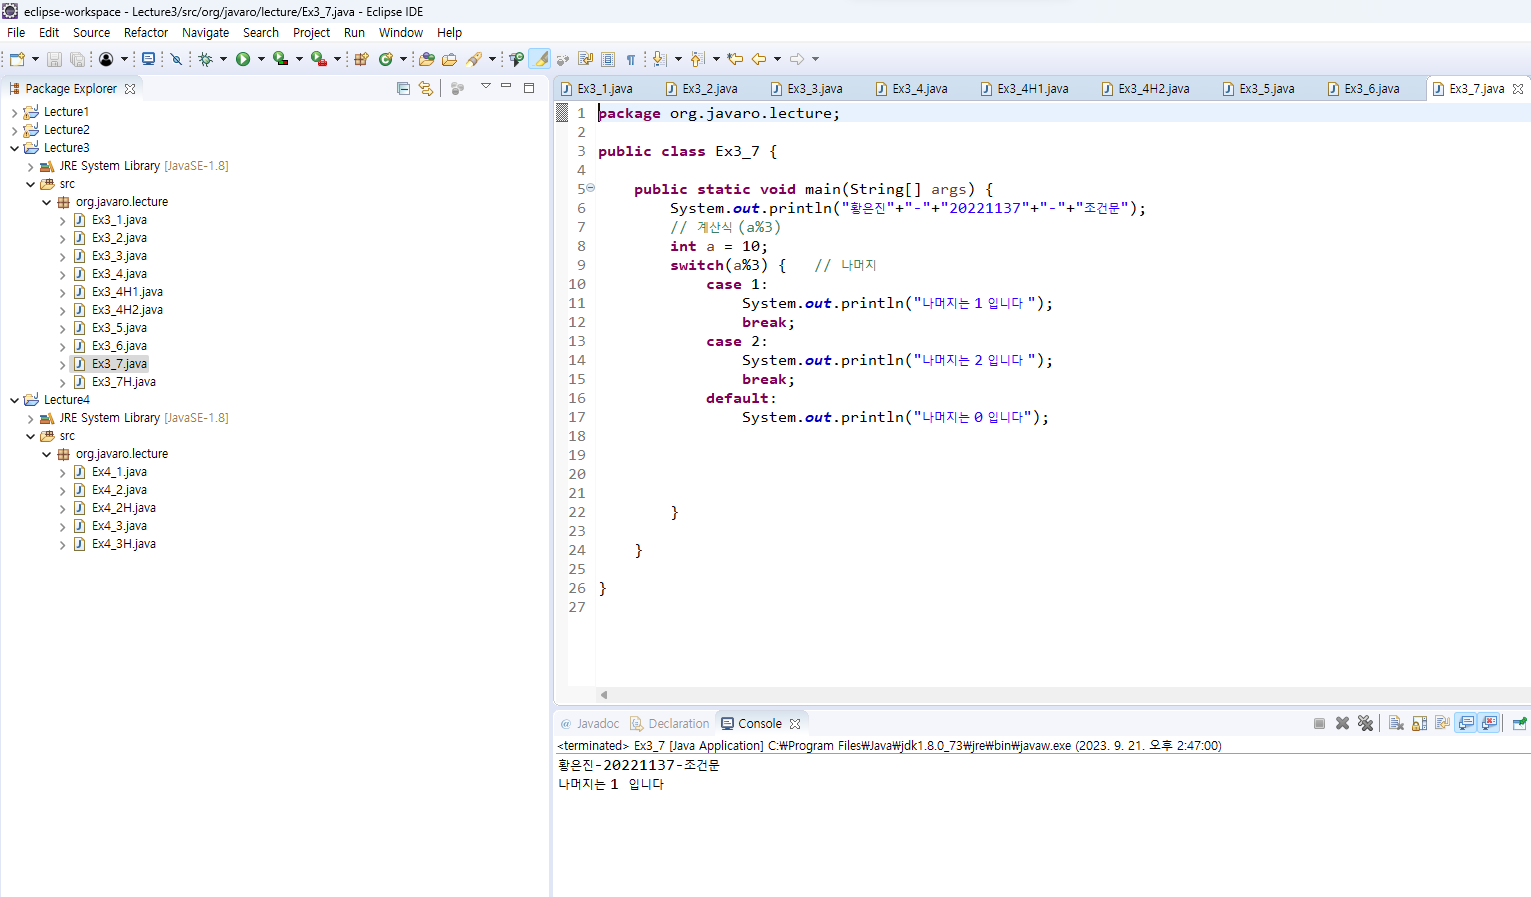 eclipse-workspace - Lecture3/src/org/javaro/lecture/Ex3_7.java - Eclipse IDE
File Edit Source Refactor Navigate Search Project Run Window Help
Package Explorer
Lecture1
Lecture2
Lecture3
JRE System Library [JavaSE-1.8]
src
org.javaro.lecture
Ex3_1.java
Ex3_2.java
Ex3_3.java
Ex3_4.java
Ex3_4H1.java
Ex3_4H2.java
Ex3_5.java
Ex3_6.java
Ex3_7.java
Ex3_7H.java
Lecture4
JRE System Library [JavaSE-1.8]
src
org.javaro.lecture
Ex4_1.java
Ex4_2.java
Ex4_2H.java
Ex4_3.java
Ex4_3H.java
Ex3_1.java Ex3_2.java Ex3_3.java Ex3_4.java Ex3_4H1.java Ex3_4H2.java Ex3_5.java Ex3_6.java Ex3_7.java
1 package org.javaro.lecture;
2
3 public class Ex3_7 {
4
5 public static void main(String[] args) {
6 System.out.println("황은진"+"-"+"20221137"+"-"+"조건문");
7 // 계산식 (a%3)
8 int a = 10;
9 switch(a%3) { // 나머지
10 case 1:
11 System.out.println("나머지는 1 입니다 ");
12 break;
13 case 2:
14 System.out.println("나머지는 2 입니다 ");
15 break;
16 default:
17 System.out.println("나머지는 0 입니다");
18
19
20
21
22 }
23
24 }
25
26 }
27
@ Javadoc Declaration Console
<terminated> Ex3_7 [Java Application] C:₩Program Files₩Java₩jdk1.8.0_73₩jre₩bin₩javaw.exe (2023. 9. 21. 오후 2:47:00)
황은진-20221137-조건문
나머지는 1 입니다